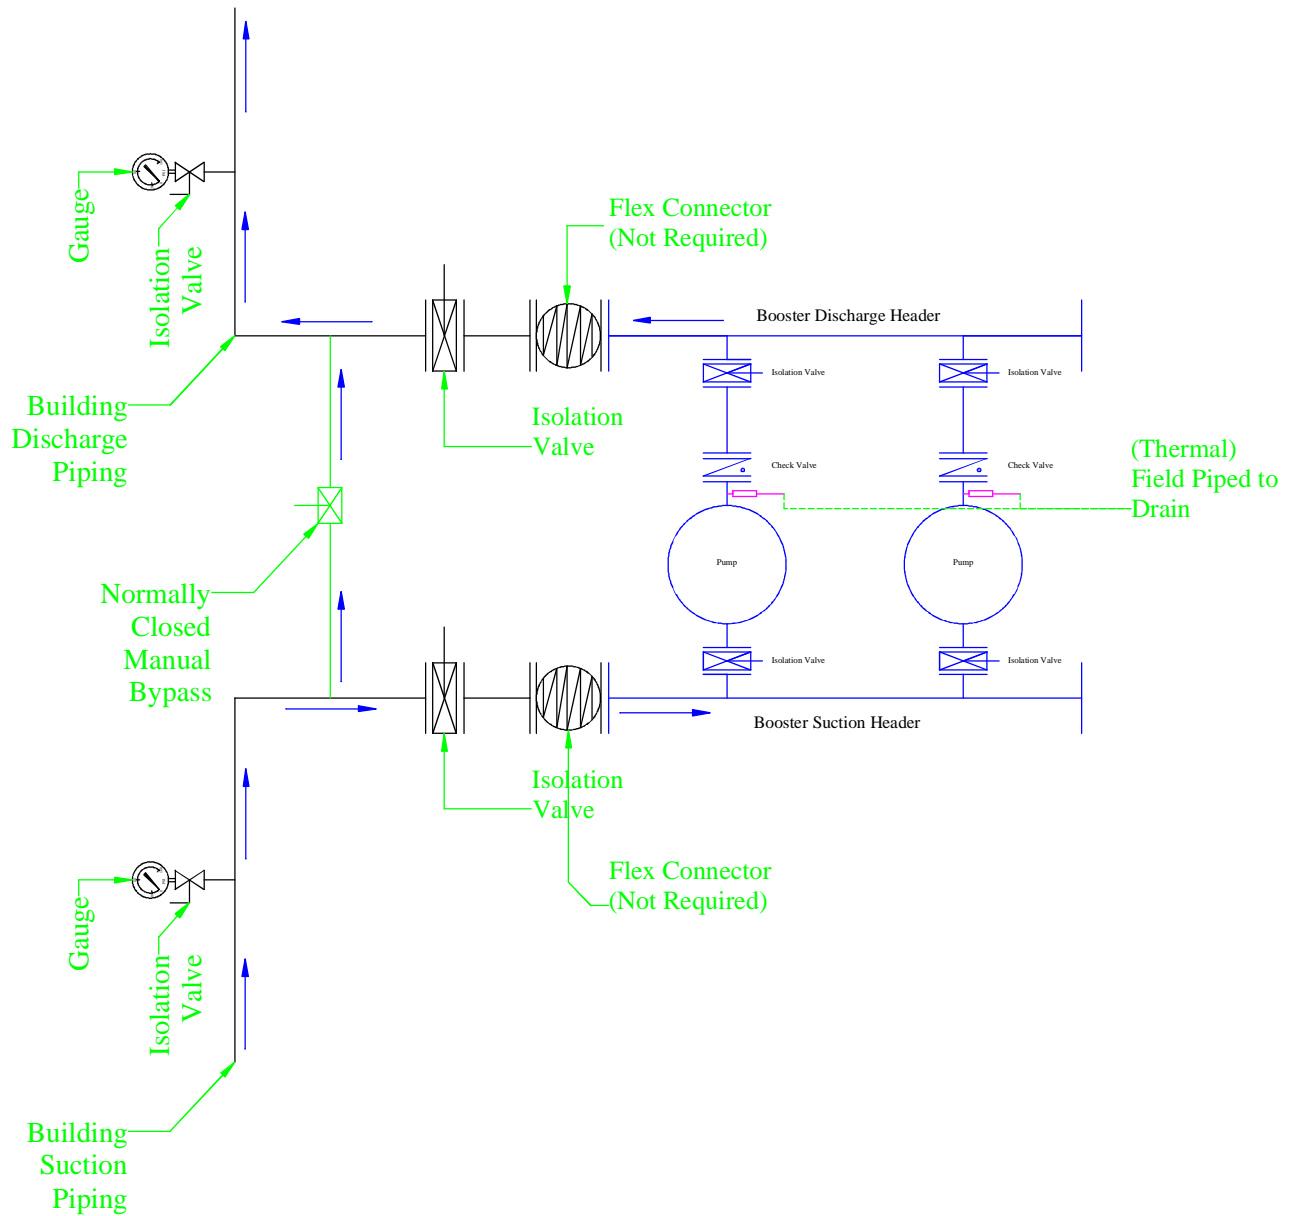 Gauge
Isolation
Valve
Flex Connector
(Not Required)
Booster Discharge Header
Isolation Valve
Isolation Valve
Building
Discharge
Piping
Isolation
Valve
Check Valve
Check Valve
(Thermal)
Field Piped to
Drain
Pump
Pump
Normally
Closed
Manual
Bypass
Isolation Valve
Isolation Valve
Booster Suction Header
Isolation
Valve
Flex Connector
(Not Required)
Gauge
Isolation
Valve
Building
Suction
Piping